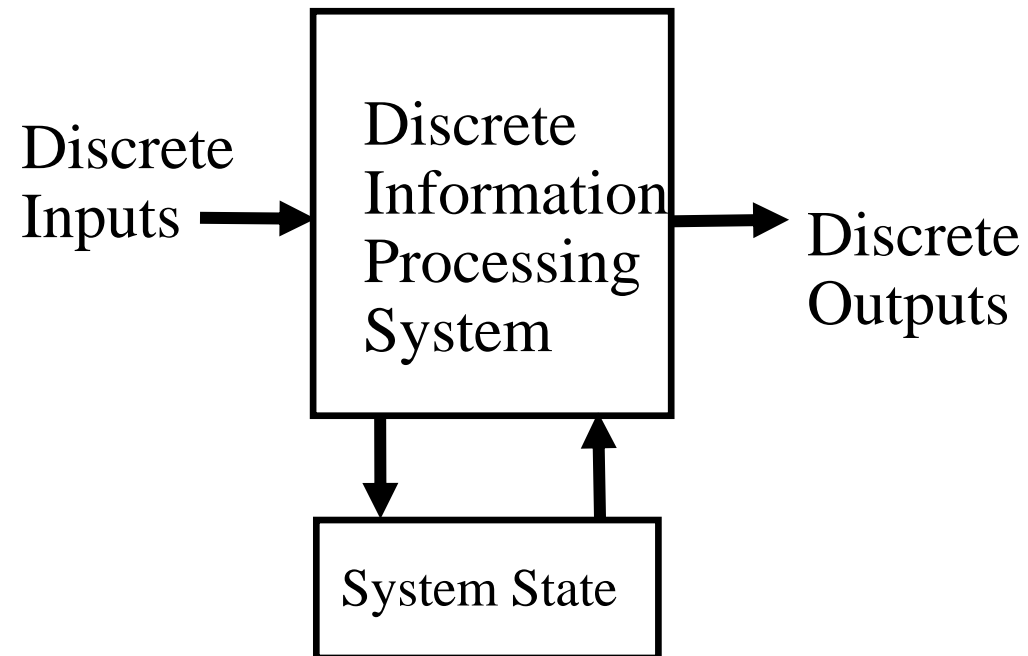 Discrete
Inputs
Discrete
Information
Processing
System
Discrete
Outputs
System State